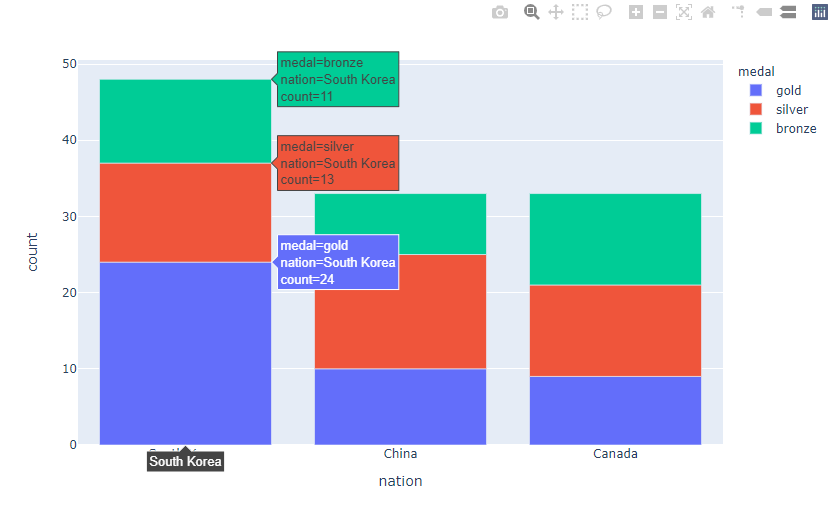 50
40
30
20
10
0
count
medal=bronze
nation=South Korea
count=11
medal=silver
nation=South Korea
count=13
medal=gold
nation=South Korea
count=24
medal
gold
silver
bronze
South Korea
China
Canada
nation